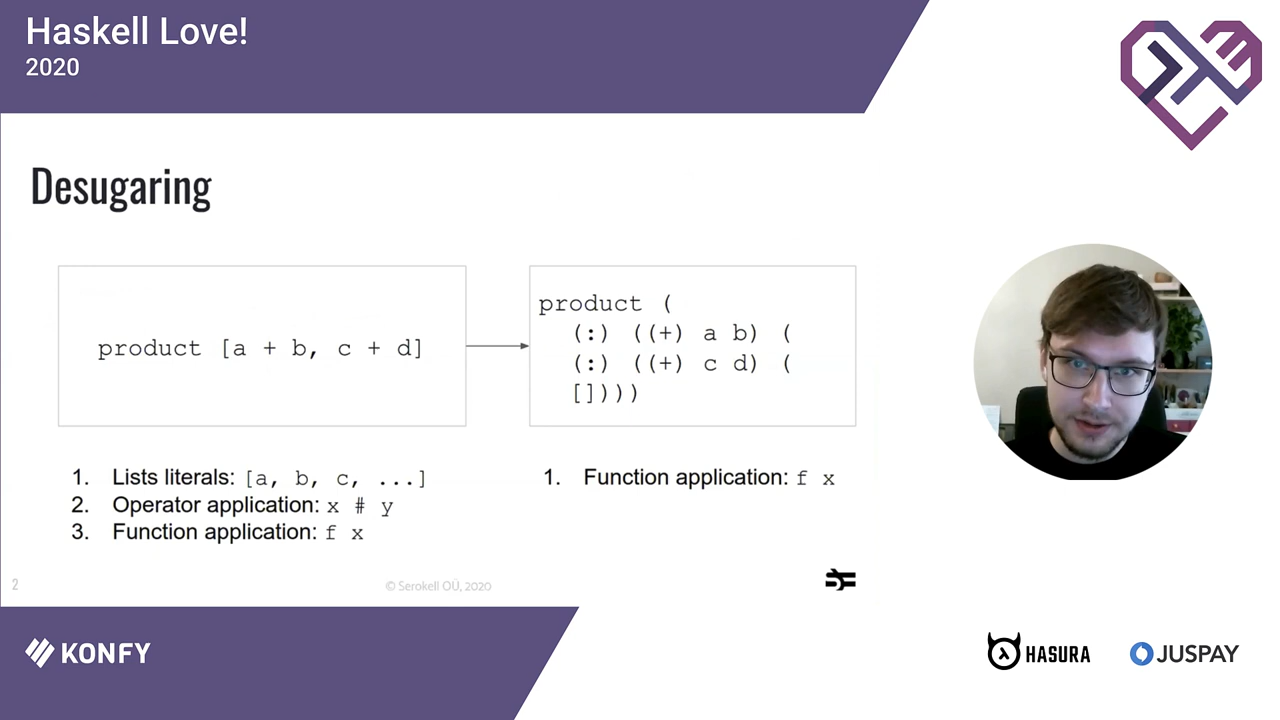 Haskell Love!
2020
Desugaring
product [a + b, c + d]
product (
(:) ((+) a b) (
(:) ((+) c d) (
[])))
1. Lists literals: [a, b, c, ...]
2. Operator application: x # y
3. Function application: f x
1. Function application: f x
2
© Serokell OÜ, 2020
KONFY
HASURA
JUSPAY